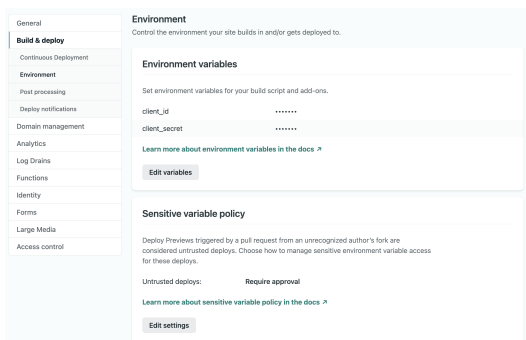 General
Build & deploy
Continuous Deployment
Environment
Post processing
Deploy notifications
Domain management
Analytics
Log Drains
Functions
Identity
Forms
Large Media
Access control
Environment
Control the environment your site builds in and/or gets deployed to.
Environment variables
Set environment variables for your build script and add-ons.
client_id •••••••
client_secret •••••••
Learn more about environment variables in the docs ↗
Edit variables
Sensitive variable policy
Deploy Previews triggered by a pull request from an unrecognized author's fork are
considered untrusted deploys. Choose how to manage sensitive environment variable access
for these deploys.
Untrusted deploys: Require approval
Learn more about sensitive variable policy in the docs ↗
Edit settings